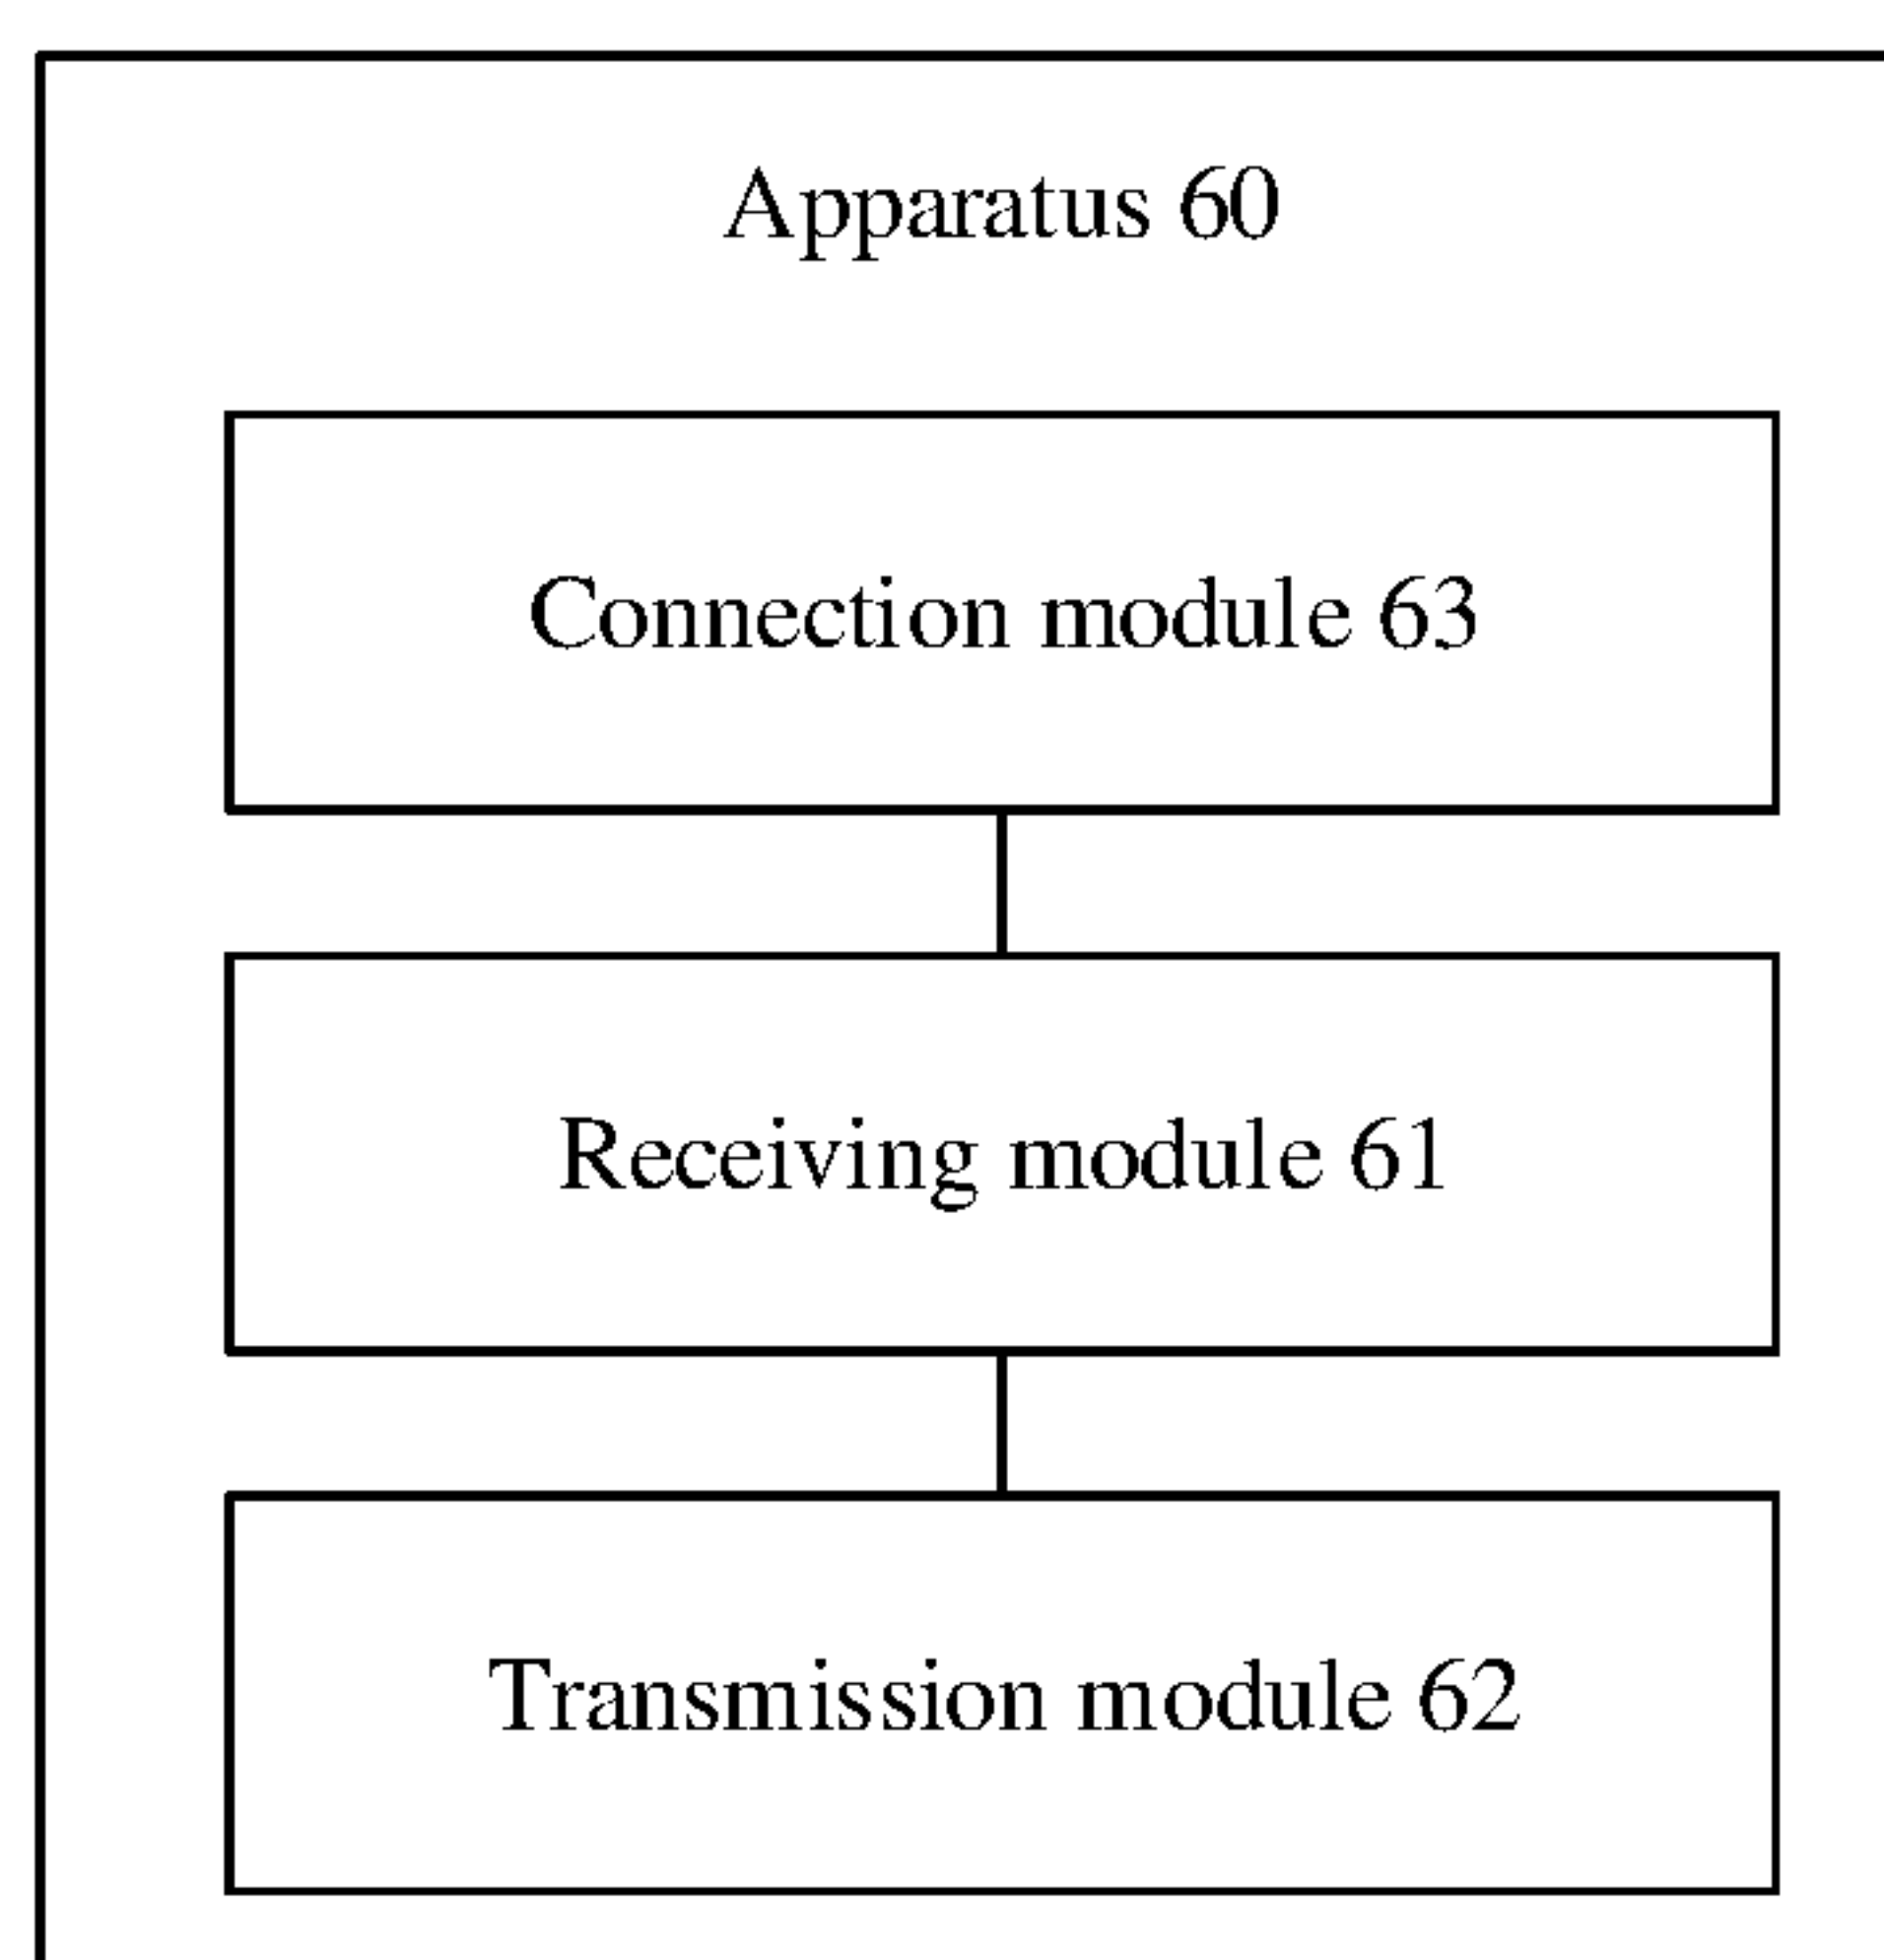 Apparatus 60
Connection module 63
Receiving module 61
Transmission module 62